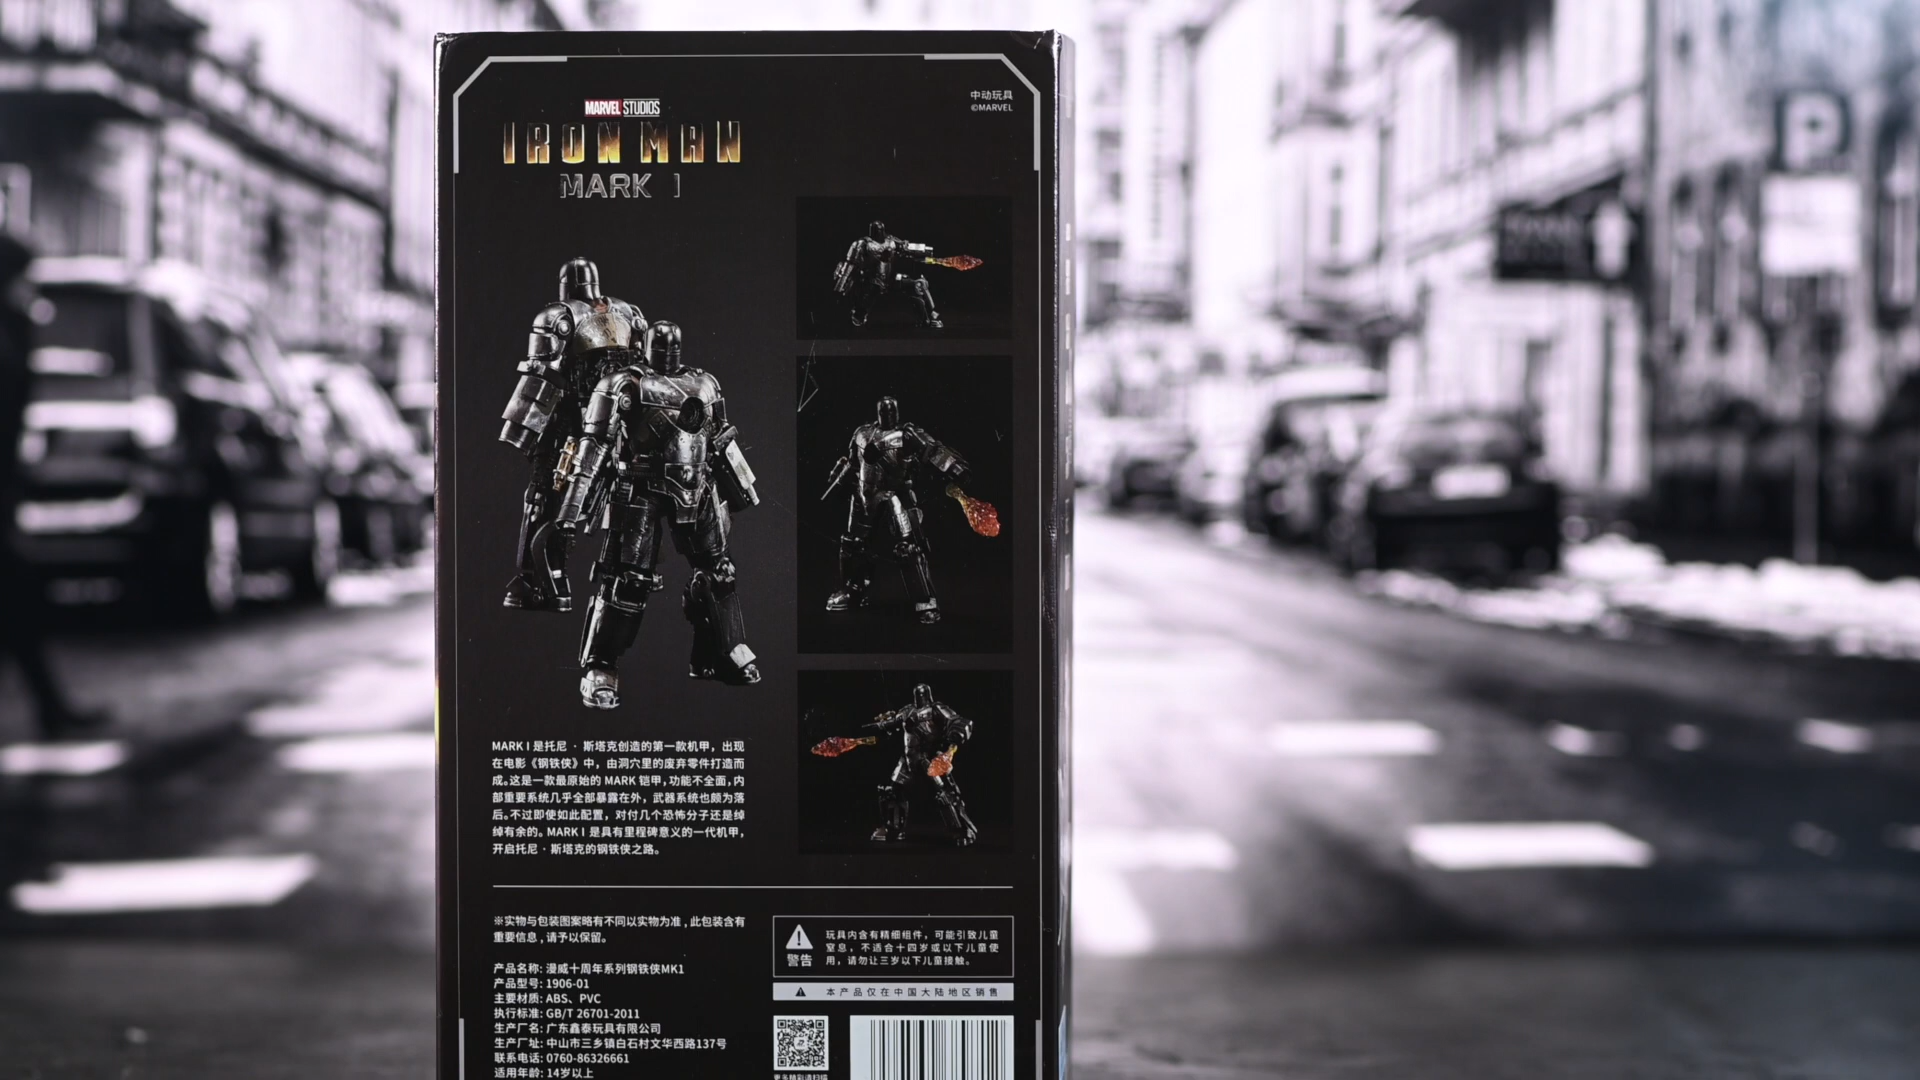 MARVEL STUDIOS
IRON MAN
MARK I
中动玩具
©MARVEL
MARK I 是托尼 · 斯塔克创造的第一款机甲，出现
在电影《钢铁侠》中，由洞穴里的废弃零件打造而
成。这是一款最原始的 MARK 铠甲，功能不全面，内
部重要系统几乎全部暴露在外，武器系统也颇为落
后。不过即使如此配置，对付几个恐怖分子还是绰
绰有余的。MARK I 是具有里程碑意义的一代机甲，
开启托尼 · 斯塔克的钢铁侠之路。
※实物与包装图案略有不同以实物为准，此包装含有
重要信息，请予以保留。
产品名称: 漫威十周年系列钢铁侠MK1
产品型号: 1906-01
主要材质: ABS、PVC
执行标准: GB/T 26701-2011
生产厂名: 广东鑫泰玩具有限公司
生产厂址: 中山市三乡镇白石村文华西路137号
联系电话: 0760-86326661
适用年龄: 14岁以上
警告
玩具内含有精细组件，可能引致儿童
窒息，不适合十四岁或以下儿童使
用，请勿让三岁以下儿童接触。
本产品仅在中国大陆地区销售
更多精彩请扫描
P